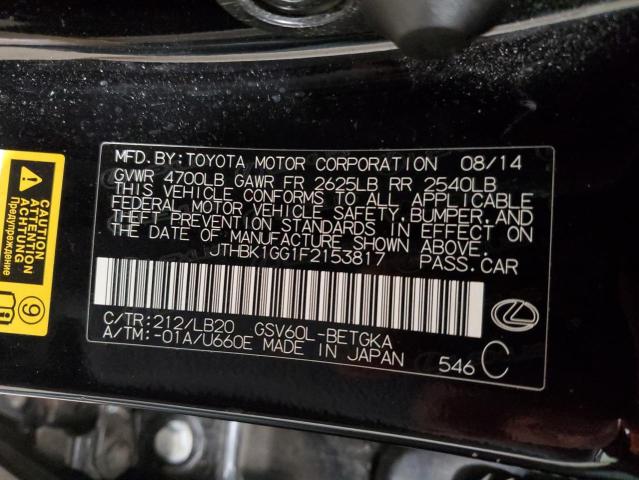 MFD.BY:TOYOTA MOTOR CORPORATION 08/14
GVWR 4700LB GAWR FR 2625LB RR 2540LB
THIS VEHICLE CONFORMS TO ALL APPLICABLE
FEDERAL MOTOR VEHICLE SAFETY,BUMPER,AND
THEFT PREVENTION STANDARDS IN EFFECT ON
THE DATE OF MANUFACTURE SHOWN ABOVE.
JTHBK1GG1F2153817 PASS.CAR
C/TR:212/LB20 GSV60L-BETGKA
A/TM:-01A/U660E MADE IN JAPAN
546 C
CAUTION
ATTENTION
ACHTUNG
Предупреждение
9